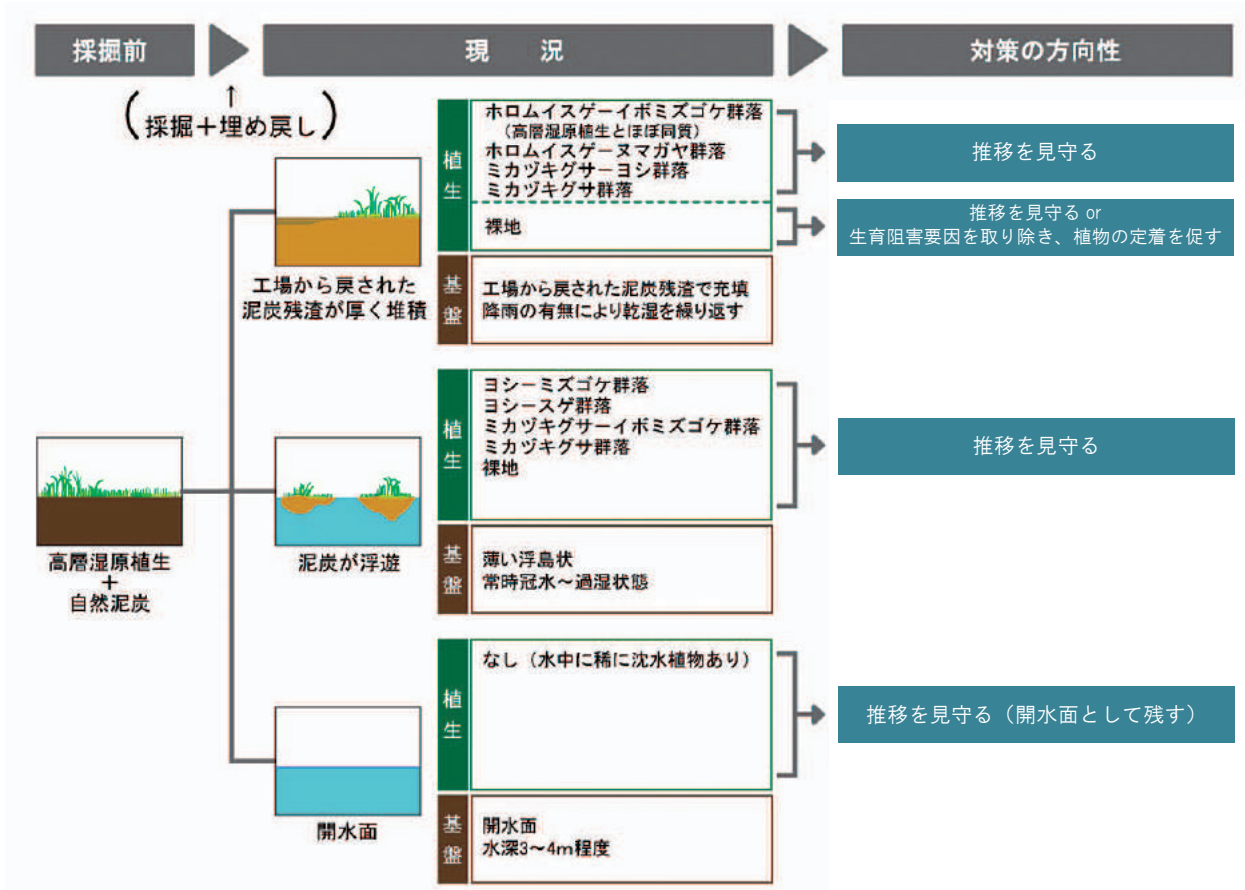 採掘前
現　況
対策の方向性
↑
(採掘＋埋め戻し)
植生
ホロムイスゲーイボミズゴケ群落
（高層湿原植生とほぼ同質）
ホロムイスゲーヌマガヤ群落
ミカヅキグサーヨシ群落
ミカヅキグサ群落
裸地
推移を見守る
推移を見守る or
生育阻害要因を取り除き、植物の定着を促す
工場から戻された
泥炭残渣が厚く堆積
基盤
工場から戻された泥炭残渣で充填
降雨の有無により乾湿を繰り返す
高層湿原植生
＋
自然泥炭
泥炭が浮遊
植生
ヨシーミズゴケ群落
ヨシースゲ群落
ミカヅキグサーイボミズゴケ群落
ミカヅキグサ群落
裸地
推移を見守る
基盤
薄い浮島状
常時冠水～過湿状態
開水面
植生
なし（水中に稀に沈水植物あり）
推移を見守る（開水面として残す）
基盤
開水面
水深3～4m程度